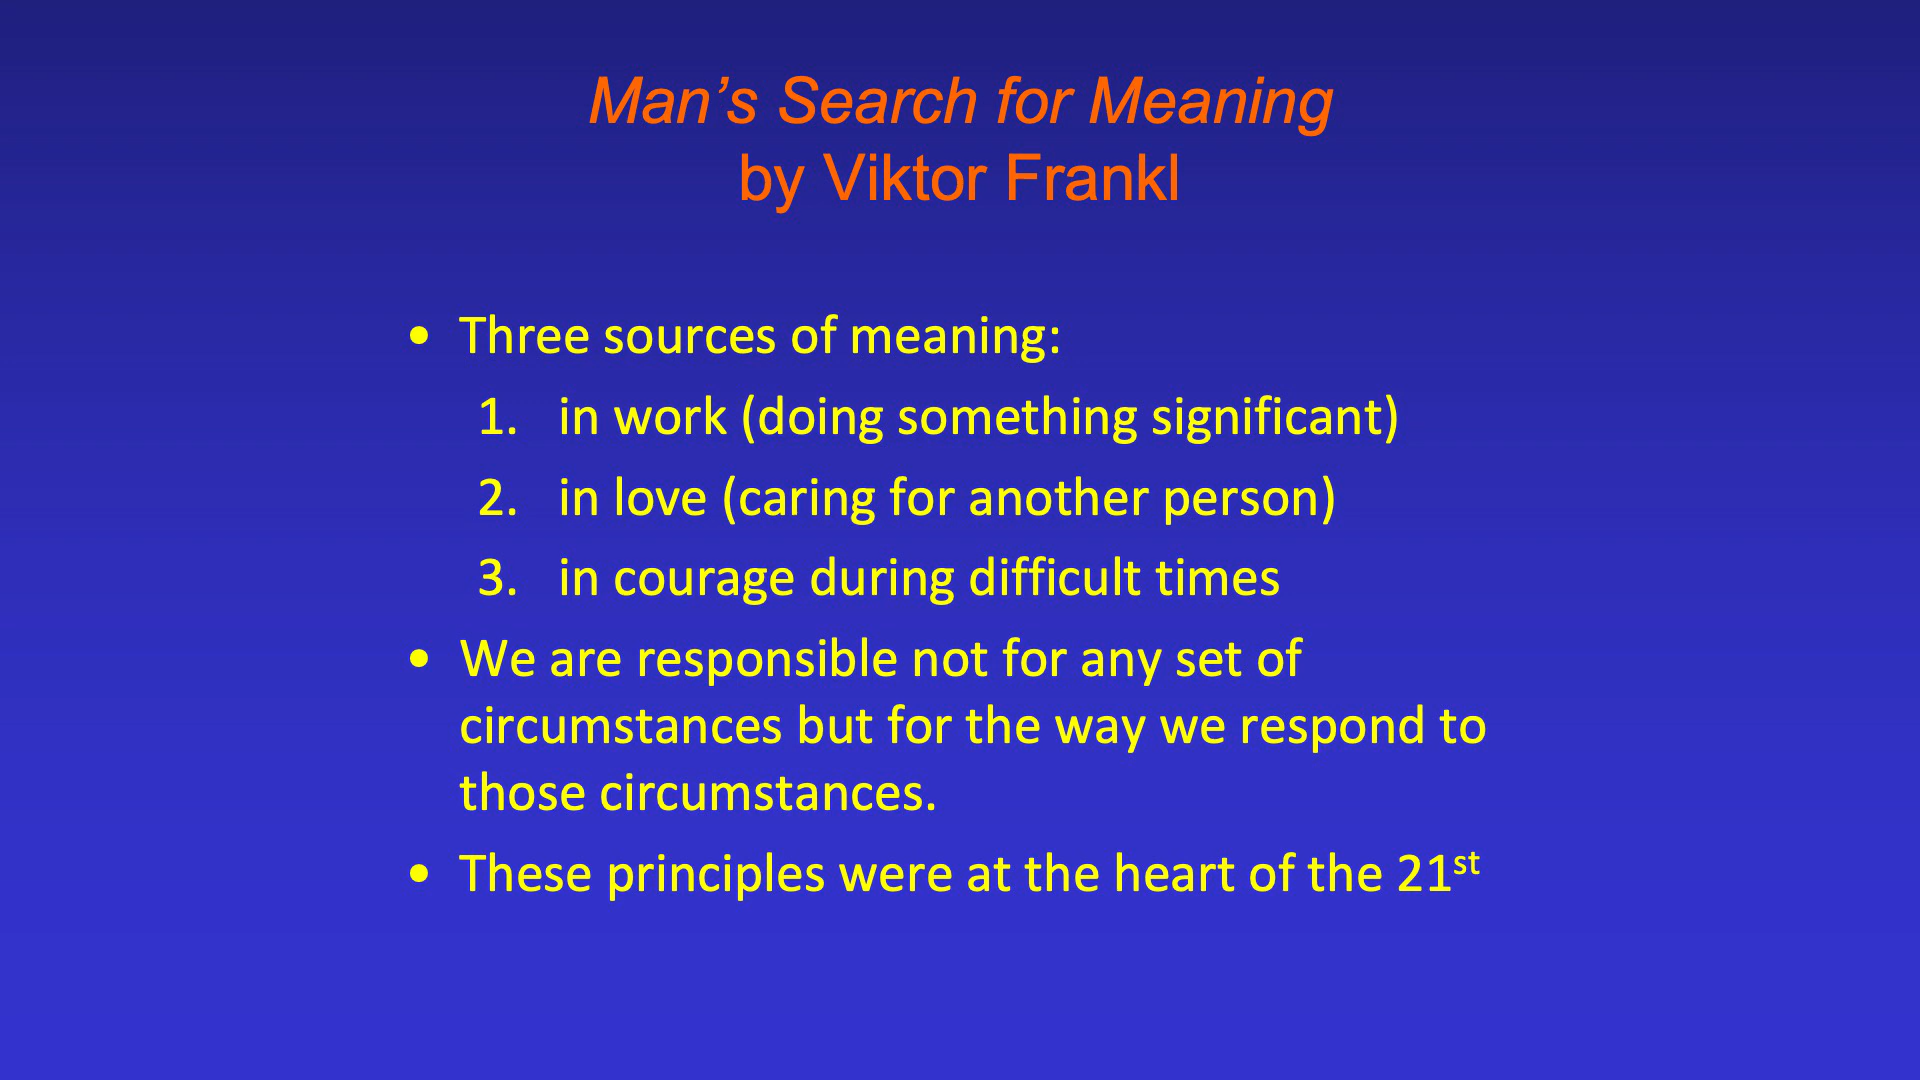 Man’s Search for Meaning
by Viktor Frankl
• Three sources of meaning:
1. in work (doing something significant)
2. in love (caring for another person)
3. in courage during difficult times
• We are responsible not for any set of
circumstances but for the way we respond to
those circumstances.
• These principles were at the heart of the 21st